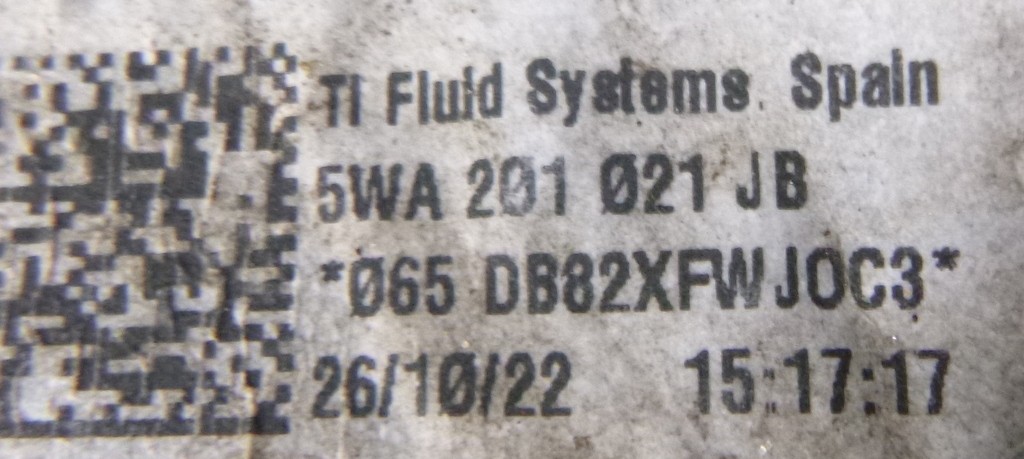 TI Fluid Systems. Spain
5WA 201 021 JB
*065 DB82XFWJOC3*
26/10/22 15:17:17